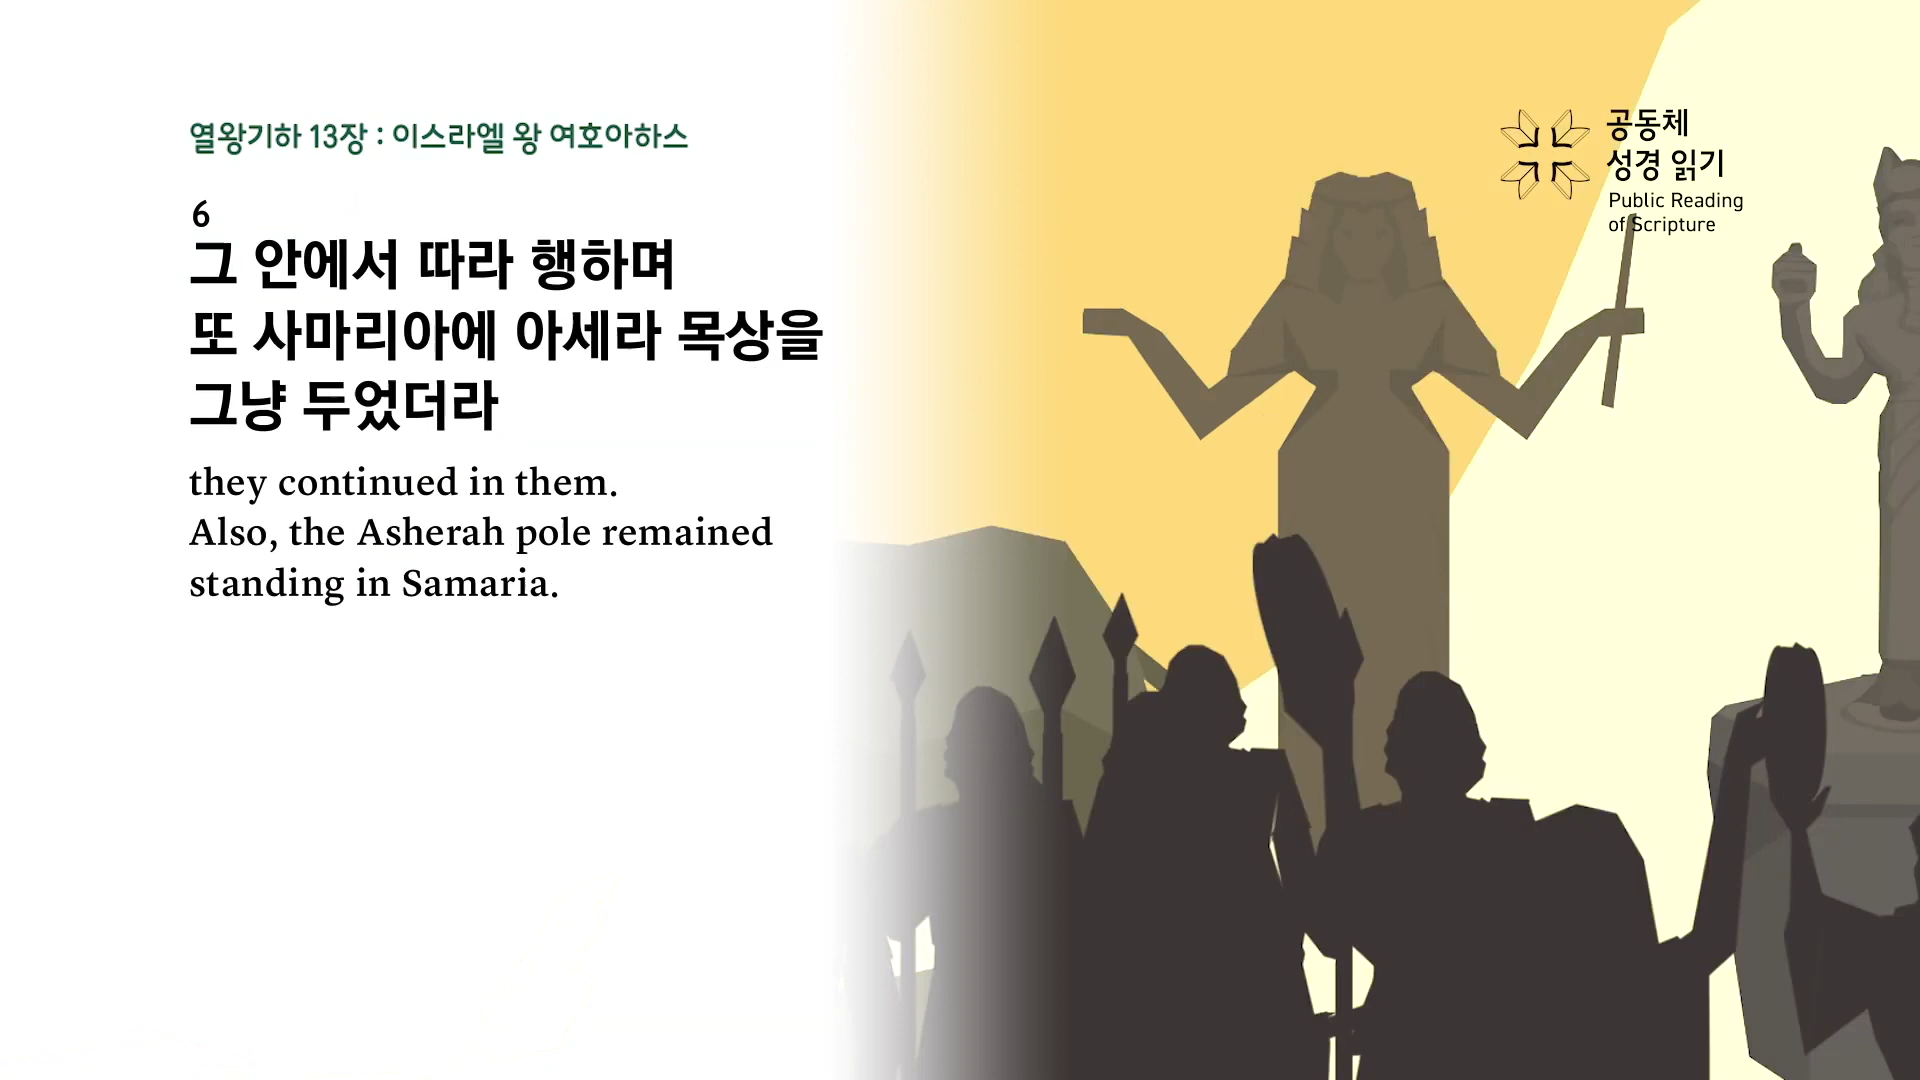 열왕기하 13장 : 이스라엘 왕 여호아하스
6
그 안에서 따라 행하며
또 사마리아에 아세라 목상을
그냥 두었더라
they continued in them.
Also, the Asherah pole remained
standing in Samaria.
공동체
성경 읽기
Public Reading
of Scripture